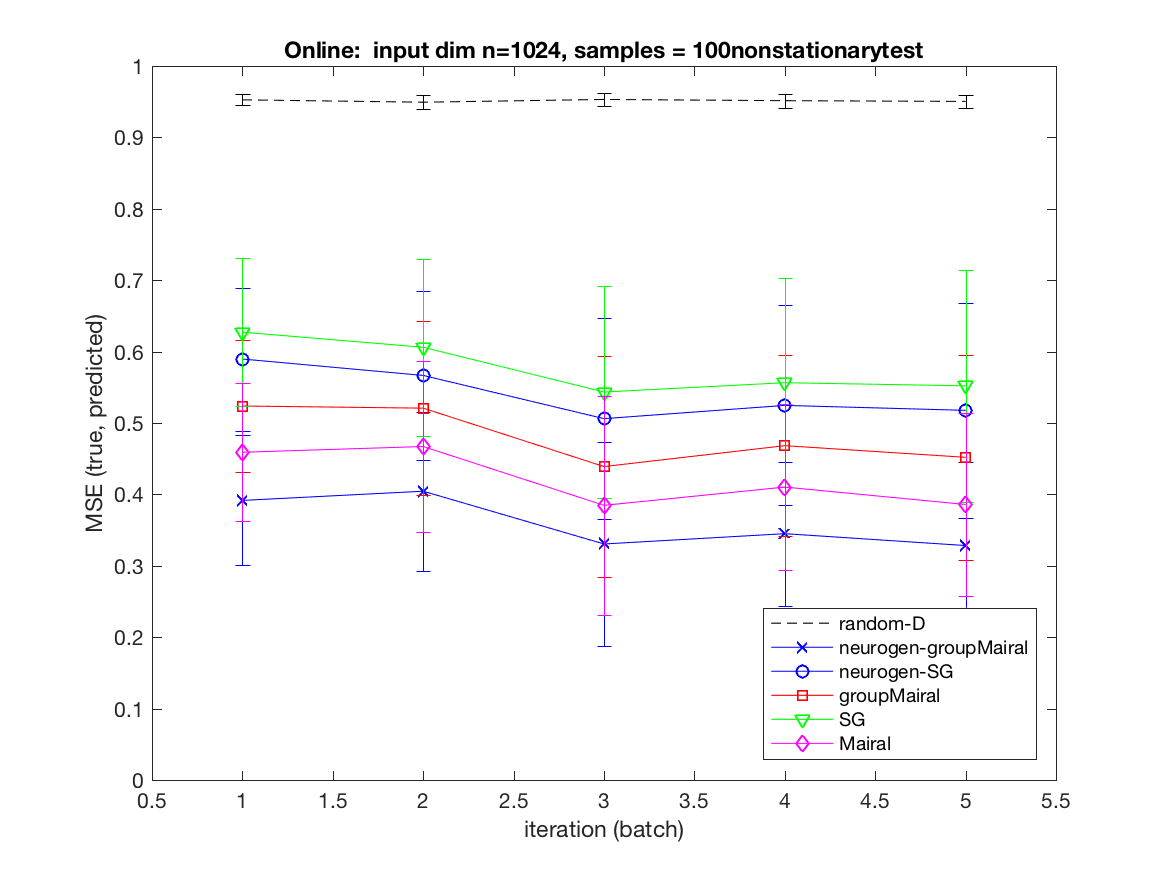 Online: input dim n=1024, samples = 100nonstationarytest
MSE (true, predicted)
1
0.9
0.8
0.7
0.6
0.5
0.4
0.3
0.2
0.1
0
random-D
neurogen-groupMairal
neurogen-SG
groupMairal
SG
Mairal
0.5 1 1.5 2 2.5 3 3.5 4 4.5 5 5.5
iteration (batch)